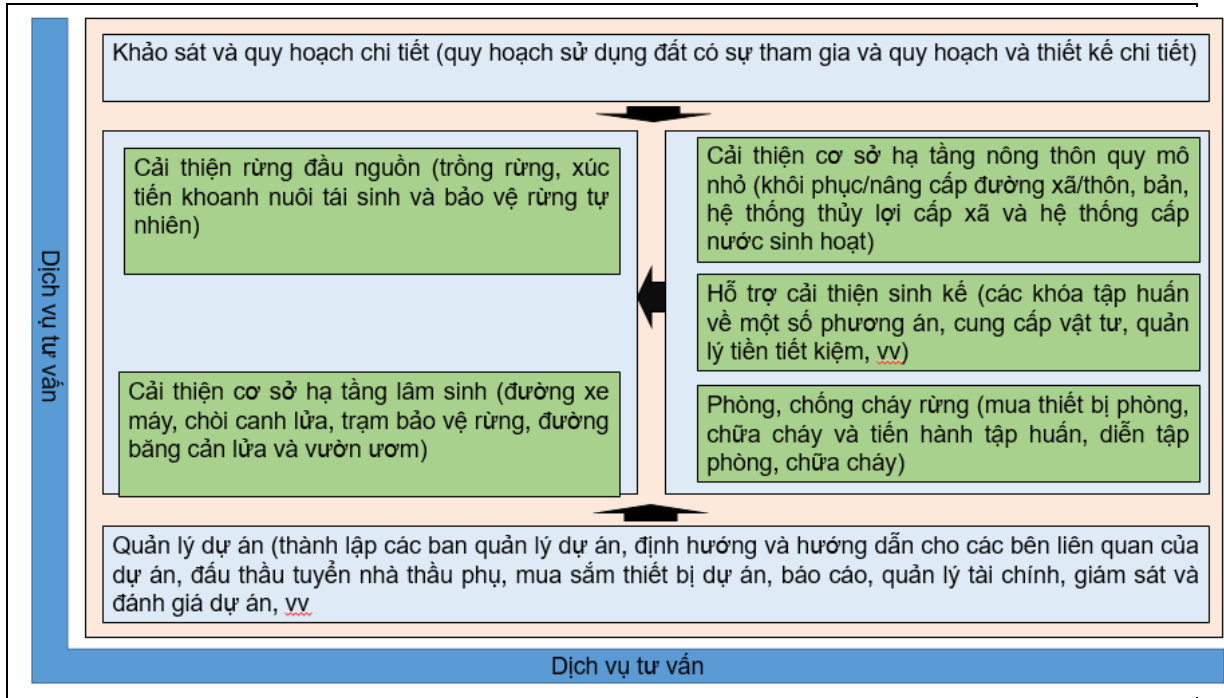 Khảo sát và quy hoạch chi tiết (quy hoạch sử dụng đất có sự tham gia và quy hoạch và thiết kế chi tiết)
Cải thiện rừng đầu nguồn (trồng rừng, xúc
tiến khoanh nuôi tái sinh và bảo vệ rừng tự
nhiên)
Cải thiện cơ sở hạ tầng lâm sinh (đường xe
máy, chòi canh lửa, trạm bảo vệ rừng, đường
băng cản lửa và vườn ươm)
Cải thiện cơ sở hạ tầng nông thôn quy mô
nhỏ (khôi phục/nâng cấp đường xã/thôn, bản,
hệ thống thủy lợi cấp xã và hệ thống cấp
nước sinh hoạt)
Hỗ trợ cải thiện sinh kế (các khóa tập huấn
về một số phương án, cung cấp vật tư, quản
lý tiền tiết kiệm, vv)
Phòng, chống cháy rừng (mua thiết bị phòng,
chữa cháy và tiến hành tập huấn, diễn tập
phòng, chữa cháy)
Quản lý dự án (thành lập các ban quản lý dự án, định hướng và hướng dẫn cho các bên liên quan của
dự án, đấu thầu tuyển nhà thầu phụ, mua sắm thiết bị dự án, báo cáo, quản lý tài chính, giám sát và
đánh giá dự án, vv
Dịch vụ tư vấn
Dịch vụ tư vấn